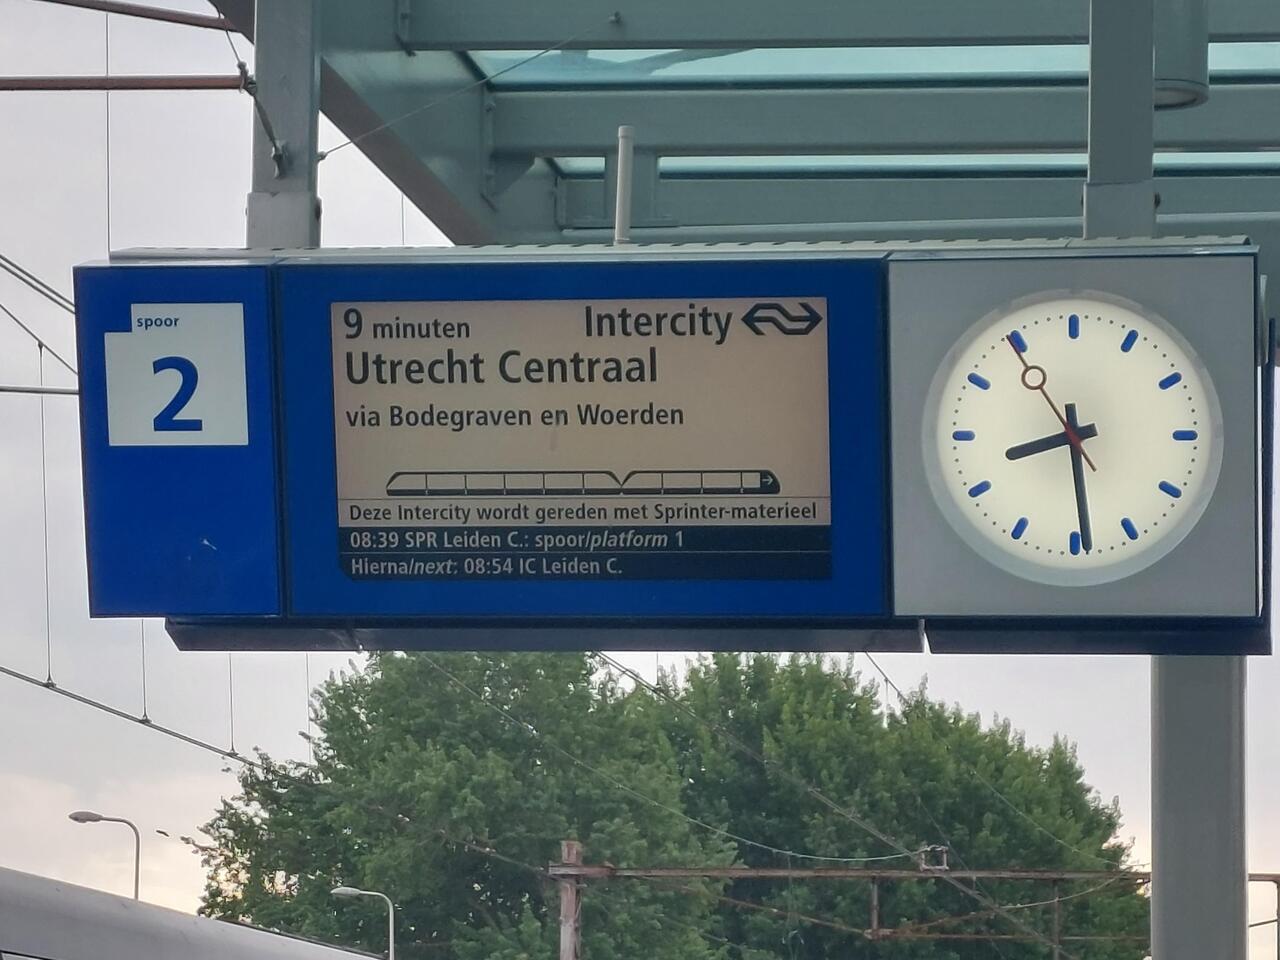 spoor
2
9 minuten
Intercity
Utrecht Centraal
via Bodegraven en Woerden
Deze Intercity wordt gereden met Sprinter-materieel
08:39 SPR Leiden C.: spoor/platform 1
Hierna/next: 08:54 IC Leiden C.